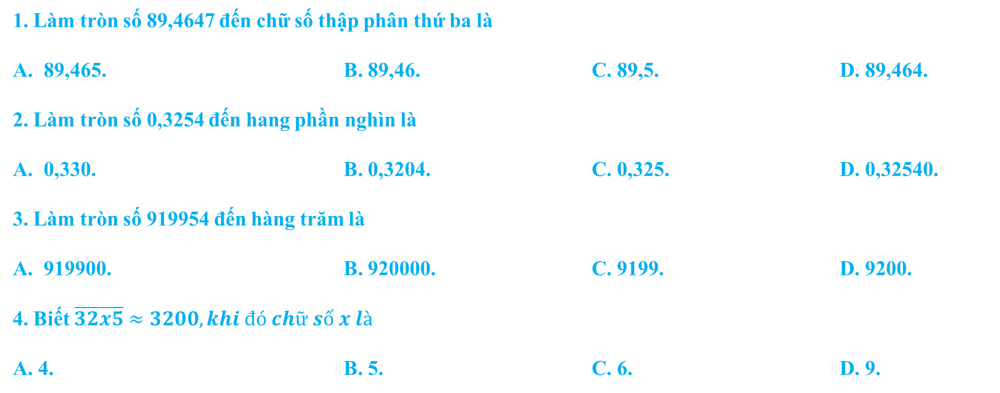 1. Làm tròn số 89,4647 đến chữ số thập phân thứ ba là
A. 89,465. B. 89,46. C. 89,5. D. 89,464.
2. Làm tròn số 0,3254 đến hang phần nghìn là
A. 0,330. B. 0,3204. C. 0,325. D. 0,32540.
3. Làm tròn số 919954 đến hàng trăm là
A. 919900. B. 920000. C. 9199. D. 9200.
4. Biết $\overline{32x5}$ ≈ 3200, khi đó chữ số x là
A. 4. B. 5. C. 6. D. 9.